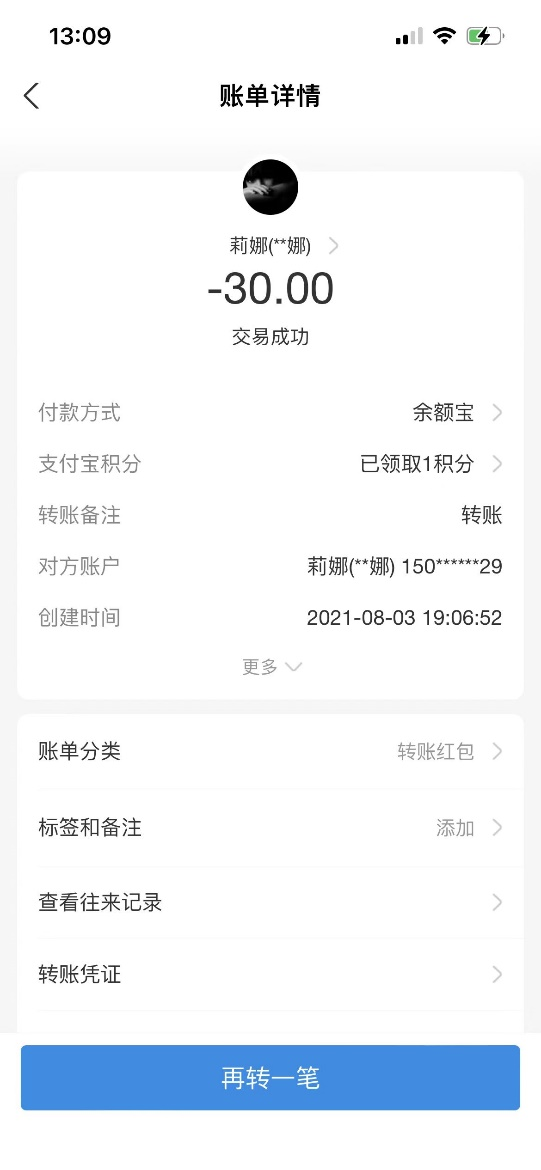 13:09
账单详情
莉娜(**娜)
-30.00
交易成功
付款方式 余额宝
支付宝积分 已领取1积分
转账备注 转账
对方账户 莉娜(**娜) 150******29
创建时间 2021-08-03 19:06:52
更多
账单分类 转账红包
标签和备注 添加
查看往来记录
转账凭证
再转一笔